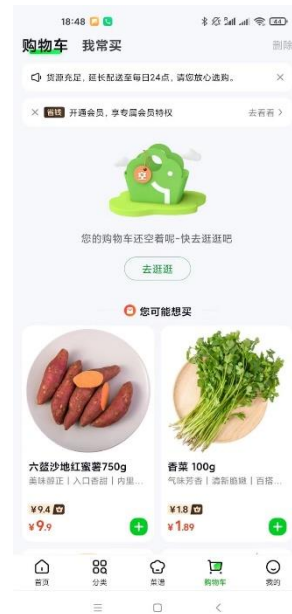 18:48
44
购物车 我常买 删除
货源充足，延长配送至每日24点，请您放心选购。
省钱 开通会员，享专属会员特权 去看看
您的购物车还空着呢~快去逛逛吧
去逛逛
您可能想买
六鳌沙地红蜜薯750g
美味醇正｜入口香甜｜内里...
¥9.4
¥9.9
香菜 100g
气味芳香｜清新脆嫩｜百搭...
¥1.8
¥1.89
首页 分类 菜谱 购物车 我的